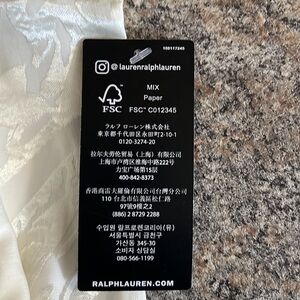 100117245
@laurenralphlauren
FSC
MIX
Paper
FSC™ C012345
ラルフ ローレン株式会社
東京都千代田区永田町2-10-1
0120-3274-20
拉尔夫劳伦贸易（上海）有限公司
上海市卢湾区淮海中路222号
力宝广场第15层
400-842-8373
香港商雷夫羅倫有限公司台灣分公司
110 台北市信義區松仁路
97號9樓之2
(886) 2 8729 2288
수입원 랄프로렌코리아(유)
서울특별시 금천구
가산동 345-30
소비자 상담실
080-566-1199
RALPHLAUREN.COM